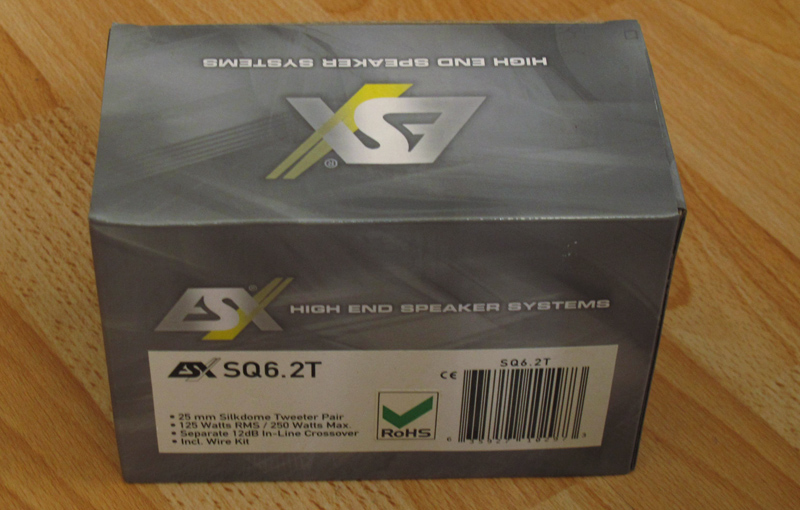 HIGH END SPEAKER SYSTEMS
ESX
®
ESX® HIGH END SPEAKER SYSTEMS
ESX SQ6.2T
• 25 mm Silkdome Tweeter Pair
• 125 Watts RMS / 250 Watts Max.
• Separate 12dB In-Line Crossover
• Incl. Wire Kit
RoHS
CE
SQ6.2T